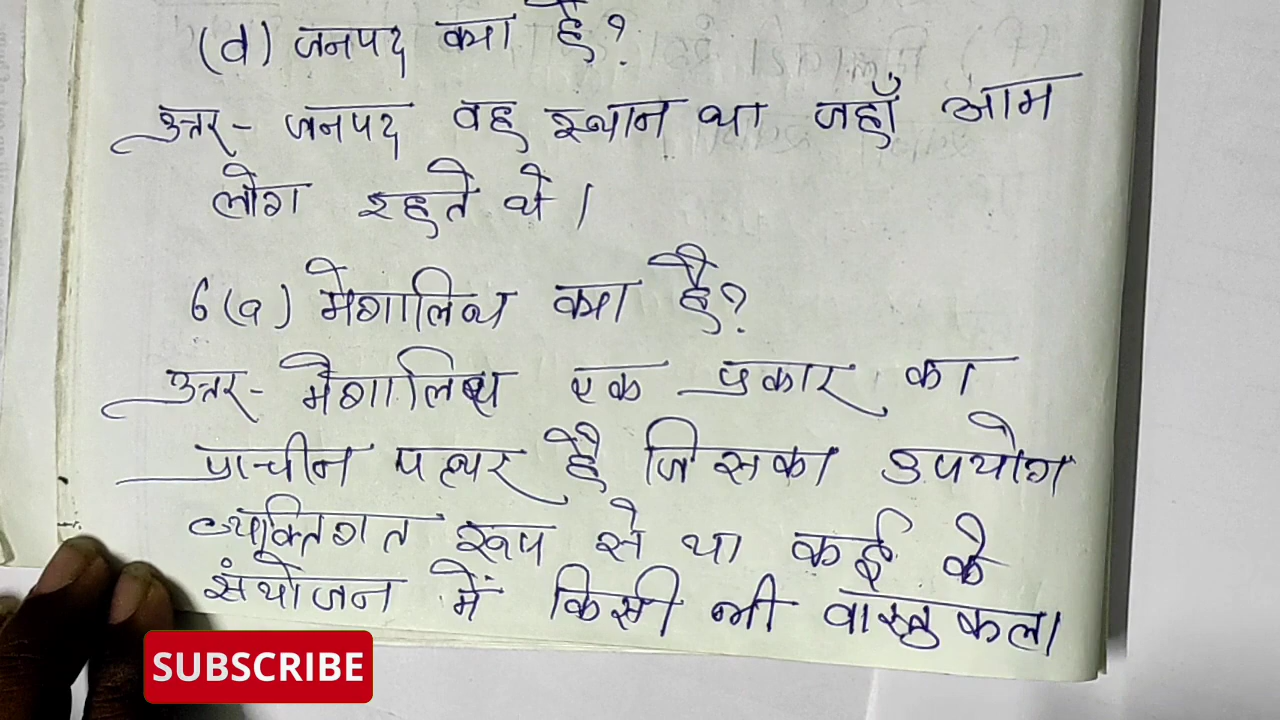 (d) जनपद क्या है?
उत्तर- जनपद वह स्थान था जहाँ आम
लोग रहते थे।
6(a) मेगालिथ क्या है?
उत्तर- मेगालिथ एक प्रकार का
प्राचीन पत्थर है जिसका उपयोग
व्यक्तिगत रूप से या कई के
संयोजन में किसी भी वास्तुकला
SUBSCRIBE